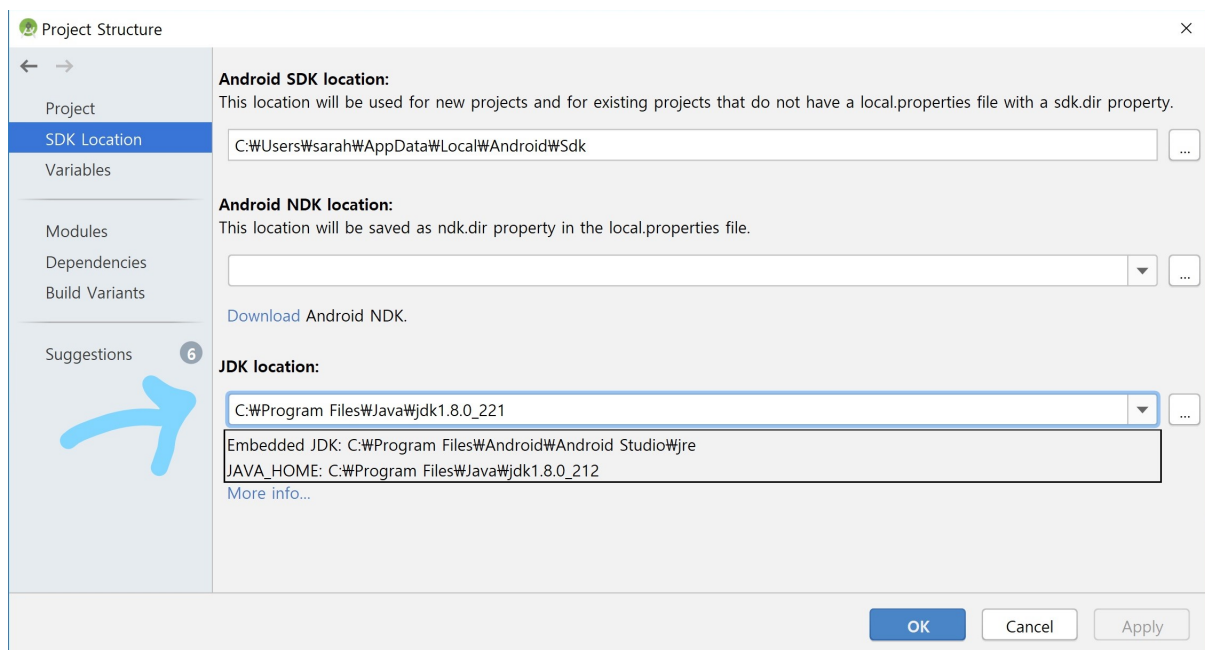 Project Structure
Project
SDK Location
Variables
Modules
Dependencies
Build Variants
Suggestions
6
Android SDK location:
This location will be used for new projects and for existing projects that do not have a local.properties file with a sdk.dir property.
C:₩Users₩sarah₩AppData₩Local₩Android₩Sdk
...
Android NDK location:
This location will be saved as ndk.dir property in the local.properties file.
...
Download Android NDK.
JDK location:
C:₩Program Files₩Java₩jdk1.8.0_221
...
Embedded JDK: C:₩Program Files₩Android₩Android Studio₩jre
JAVA_HOME: C:₩Program Files₩Java₩jdk1.8.0_212
More info...
OK
Cancel
Apply